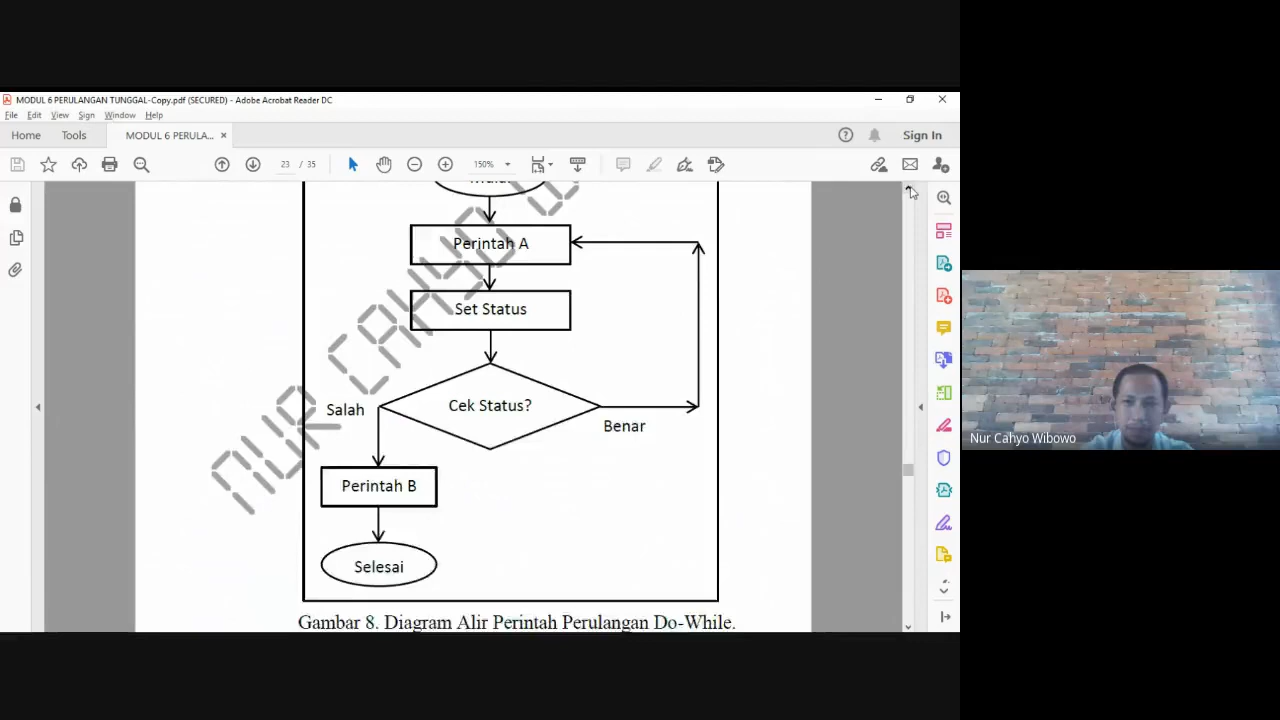 MODUL 6 PERULANGAN TUNGGAL-Copy.pdf (SECURED) - Adobe Acrobat Reader DC
File Edit View Sign Window Help
Home Tools MODUL 6 PERULA... × Sign In
23 / 35 150%
Perintah A
Set Status
Cek Status?
Salah
Benar
Perintah B
Selesai
Gambar 8. Diagram Alir Perintah Perulangan Do-While.
NUR CAHYO
Nur Cahyo Wibowo